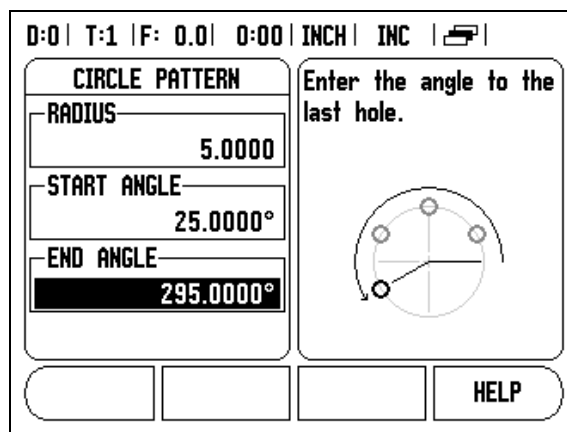 D:0 | T:1 | F: 0.0 | 0:00 | INCH | INC |
CIRCLE PATTERN
RADIUS
5.0000
START ANGLE
25.0000°
END ANGLE
295.0000°
Enter the angle to the
last hole.
HELP